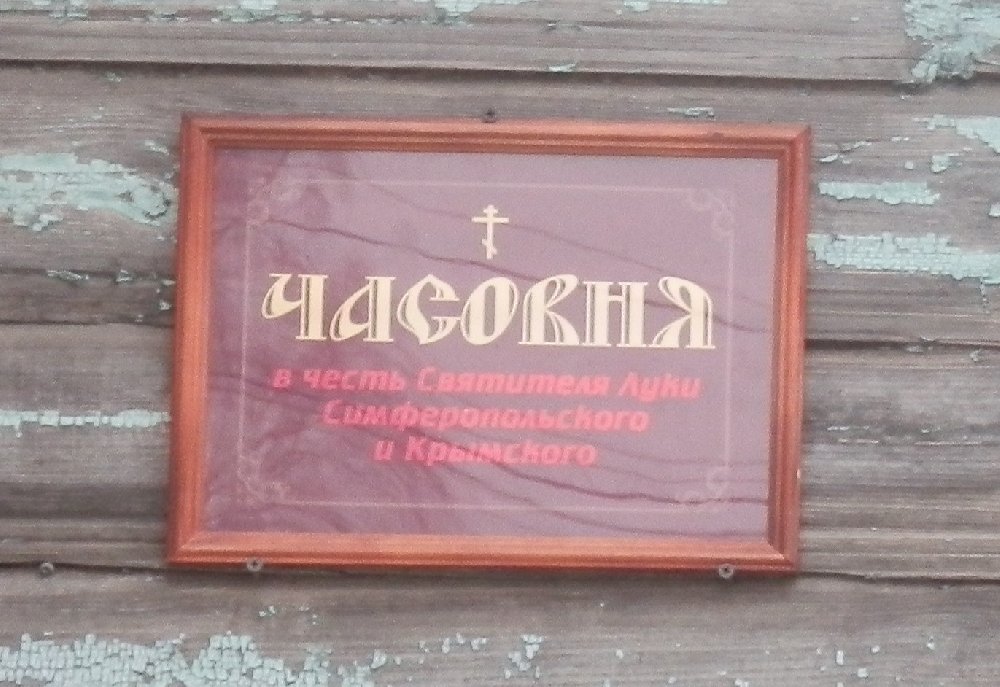 ЧАСОВНЯ
в честь Святителя Луки
Симферопольского
и Крымского